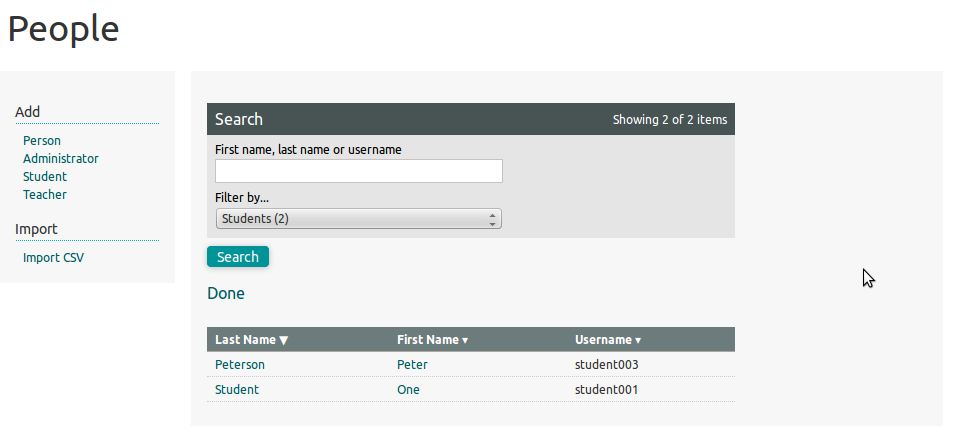 People
Add
Person
Administrator
Student
Teacher
Import
Import CSV
Search Showing 2 of 2 items
First name, last name or username
Filter by...
Students (2)
Search
Done
Last Name ▼ First Name ▾ Username ▾
Peterson Peter student003
Student One student001